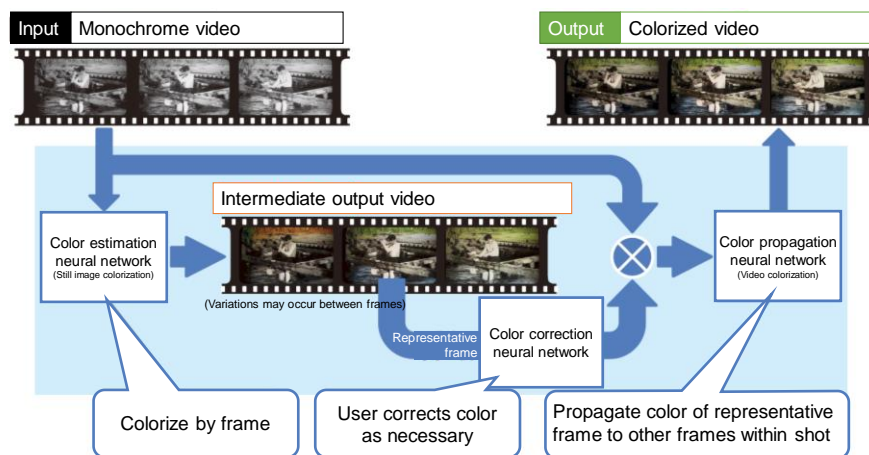 Input
Monochrome video
Output
Colorized video
Intermediate output video
Color estimation
neural network
(Still image colorization)
(Variations may occur between frames)
Representative
frame
Color correction
neural network
Color propagation
neural network
(Video colorization)
Colorize by frame
User corrects color
as necessary
Propagate color of representative
frame to other frames within shot